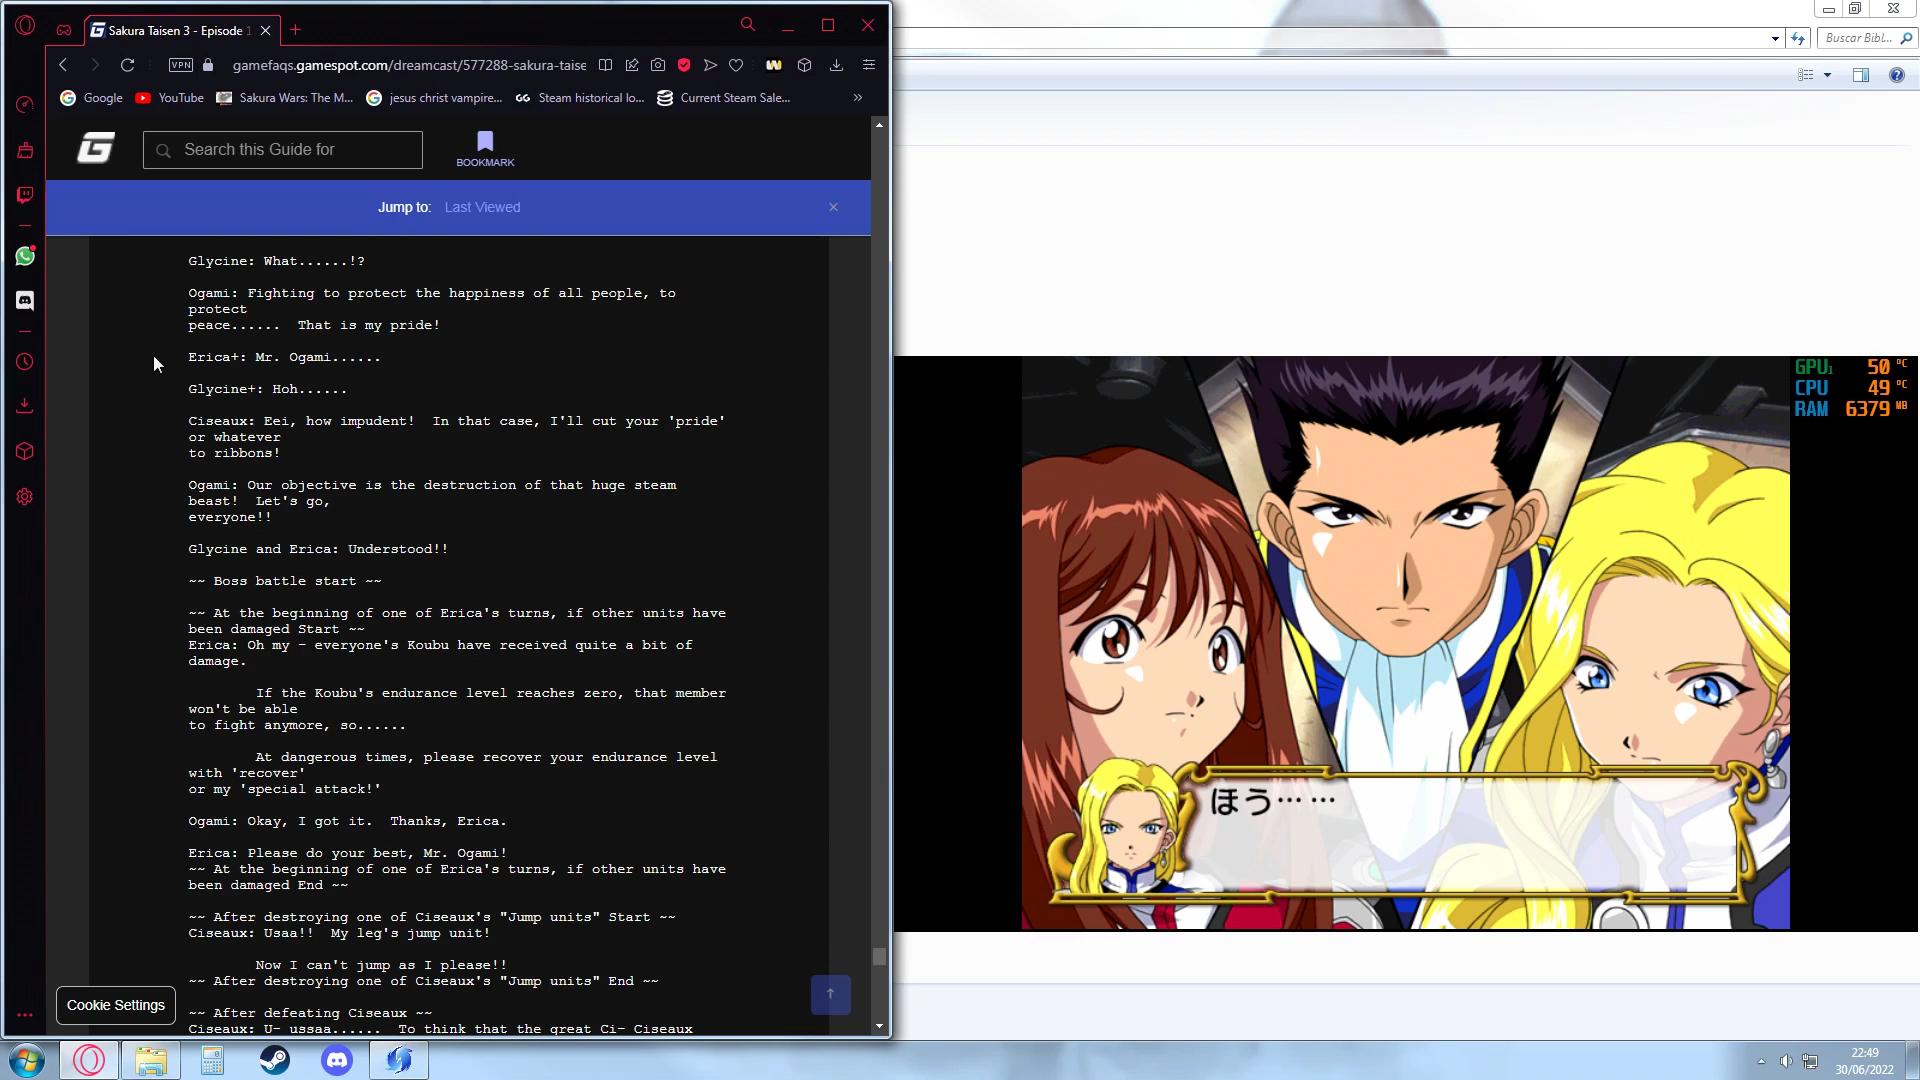 Sakura Taisen 3 - Episode 1
VPN
gamefaqs.gamespot.com/dreamcast/577288-sakura-taise
Google
YouTube
Sakura Wars: The M...
jesus christ vampire...
Steam historical lo...
Current Steam Sale...
Search this Guide for
BOOKMARK
Jump to: Last Viewed
Glycine: What......!?
Ogami: Fighting to protect the happiness of all people, to
protect
peace...... That is my pride!
Erica+: Mr. Ogami......
Glycine+: Hoh......
Ciseaux: Eei, how impudent! In that case, I'll cut your 'pride'
or whatever
to ribbons!
Ogami: Our objective is the destruction of that huge steam
beast! Let's go,
everyone!!
Glycine and Erica: Understood!!
~~ Boss battle start ~~
~~ At the beginning of one of Erica's turns, if other units have
been damaged Start ~~
Erica: Oh my - everyone's Koubu have received quite a bit of
damage.
If the Koubu's endurance level reaches zero, that member
won't be able
to fight anymore, so......
At dangerous times, please recover your endurance level
with 'recover'
or my 'special attack!'
Ogami: Okay, I got it. Thanks, Erica.
Erica: Please do your best, Mr. Ogami!
~~ At the beginning of one of Erica's turns, if other units have
been damaged End ~~
~~ After destroying one of Ciseaux's "Jump units" Start ~~
Ciseaux: Usaa!! My leg's jump unit!
Now I can't jump as I please!!
~~ After destroying one of Ciseaux's "Jump units" End ~~
~~ After defeating Ciseaux ~~
Ciseaux: U- ussaa...... To think that the great Ci- Ciseaux
Cookie Settings
Buscar Bibl...
GPU1 50 °C
CPU 49 °C
RAM 6379 MB
ほう……
22:49
30/06/2022